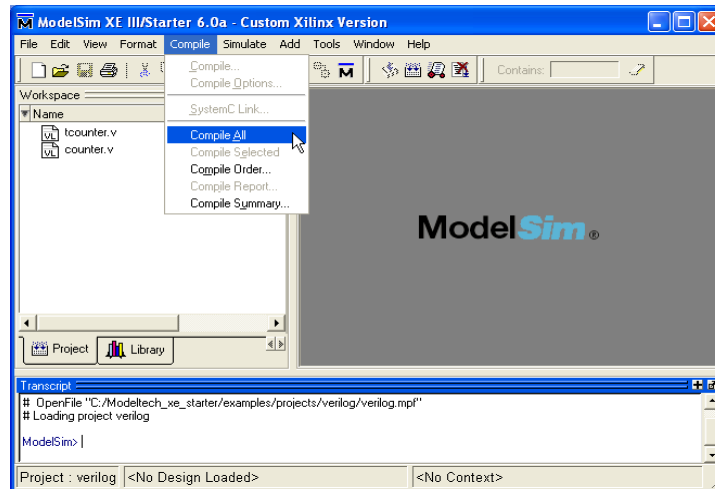 ModelSim XE III/Starter 6.0a - Custom Xilinx Version
File Edit View Format Compile Simulate Add Tools Window Help
Contains:
Compile...
Compile Options...
SystemC Link...
Compile All
Compile Selected
Compile Order...
Compile Report...
Compile Summary...
Workspace
Name
tcounter.v
counter.v
ModelSim®
Project Library
Transcript
# OpenFile "C:/Modeltech_xe_starter/examples/projects/verilog/verilog.mpf"
# Loading project verilog
ModelSim>
Project : verilog <No Design Loaded> <No Context>